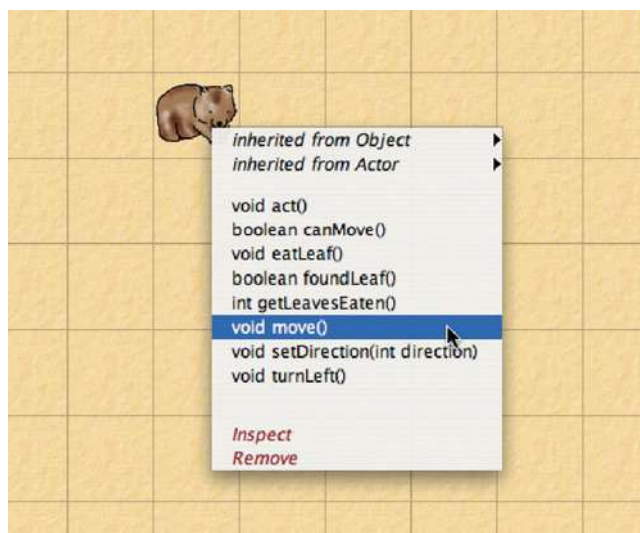 inherited from Object
inherited from Actor
void act()
boolean canMove()
void eatLeaf()
boolean foundLeaf()
int getLeavesEaten()
void move()
void setDirection(int direction)
void turnLeft()
Inspect
Remove